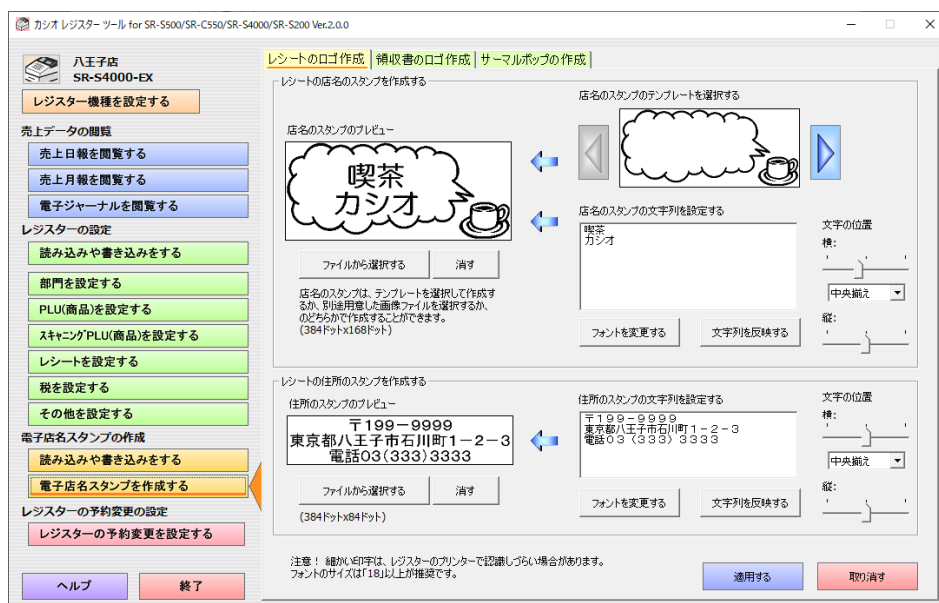 カシオ レジスター ツール for SR-S500/SR-C550/SR-S4000/SR-S200 Ver.2.0.0
八王子店
SR-S4000-EX
レジスター機種を設定する
売上データの閲覧
売上日報を閲覧する
売上月報を閲覧する
電子ジャーナルを閲覧する
レジスターの設定
読み込みや書き込みをする
部門を設定する
PLU(商品)を設定する
スキャニングPLU(商品)を設定する
レシートを設定する
税を設定する
その他を設定する
電子店名スタンプの作成
読み込みや書き込みをする
電子店名スタンプを作成する
レジスターの予約変更の設定
レジスターの予約変更を設定する
ヘルプ
終了
レシートのロゴ作成
領収書のロゴ作成
サーマルポップの作成
レシートの店名のスタンプを作成する
店名のスタンプのプレビュー
喫茶
カシオ
ファイルから選択する
消す
店名のスタンプは、テンプレートを選択して作成す
るか、別途用意した画像ファイルを選択するか、
のどちらかで作成することができます。
(384ドットx168ドット)
店名のスタンプのテンプレートを選択する
店名のスタンプの文字列を設定する
喫茶
カシオ
フォントを変更する
文字列を反映する
文字の位置
横:
中央揃え
縦:
レシートの住所のスタンプを作成する
住所のスタンプのプレビュー
〒199-9999
東京都八王子市石川町1-2-3
電話03(333)3333
ファイルから選択する
消す
(384ドットx84ドット)
住所のスタンプの文字列を設定する
〒199-9999
東京都八王子市石川町1-2-3
電話03(333)3333
フォントを変更する
文字列を反映する
文字の位置
横:
中央揃え
縦:
注意! 細かい印字は、レジスターのプリンターで認識しづらい場合があります。
フォントのサイズは「18」以上が推奨です。
適用する
取り消す